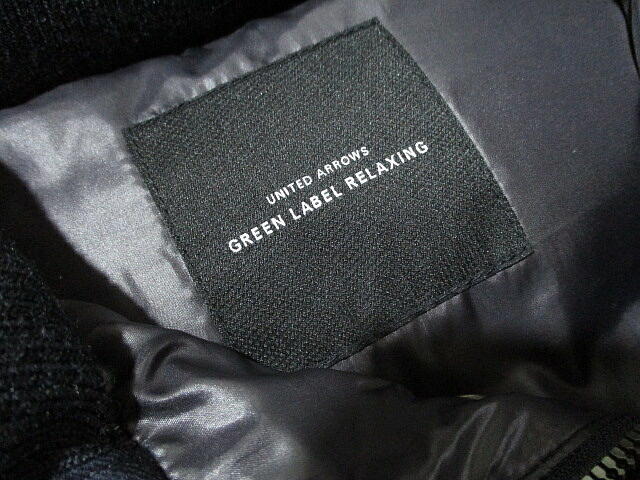 UNITED ARROWS
GREEN LABEL RELAXING